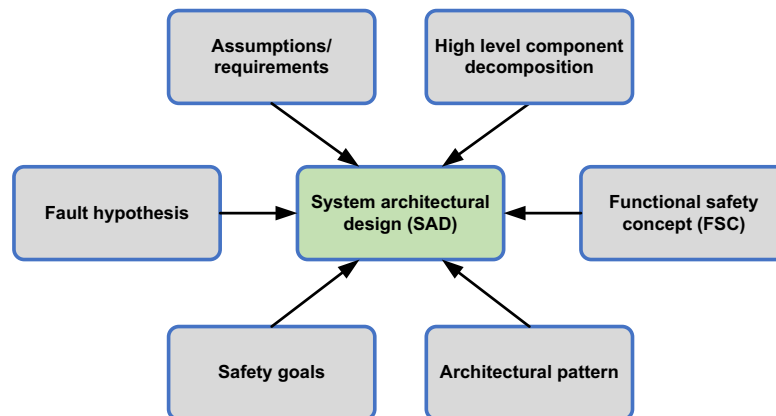 Assumptions/
requirements
High level component
decomposition
Fault hypothesis
System architectural
design (SAD)
Functional safety
concept (FSC)
Safety goals
Architectural pattern